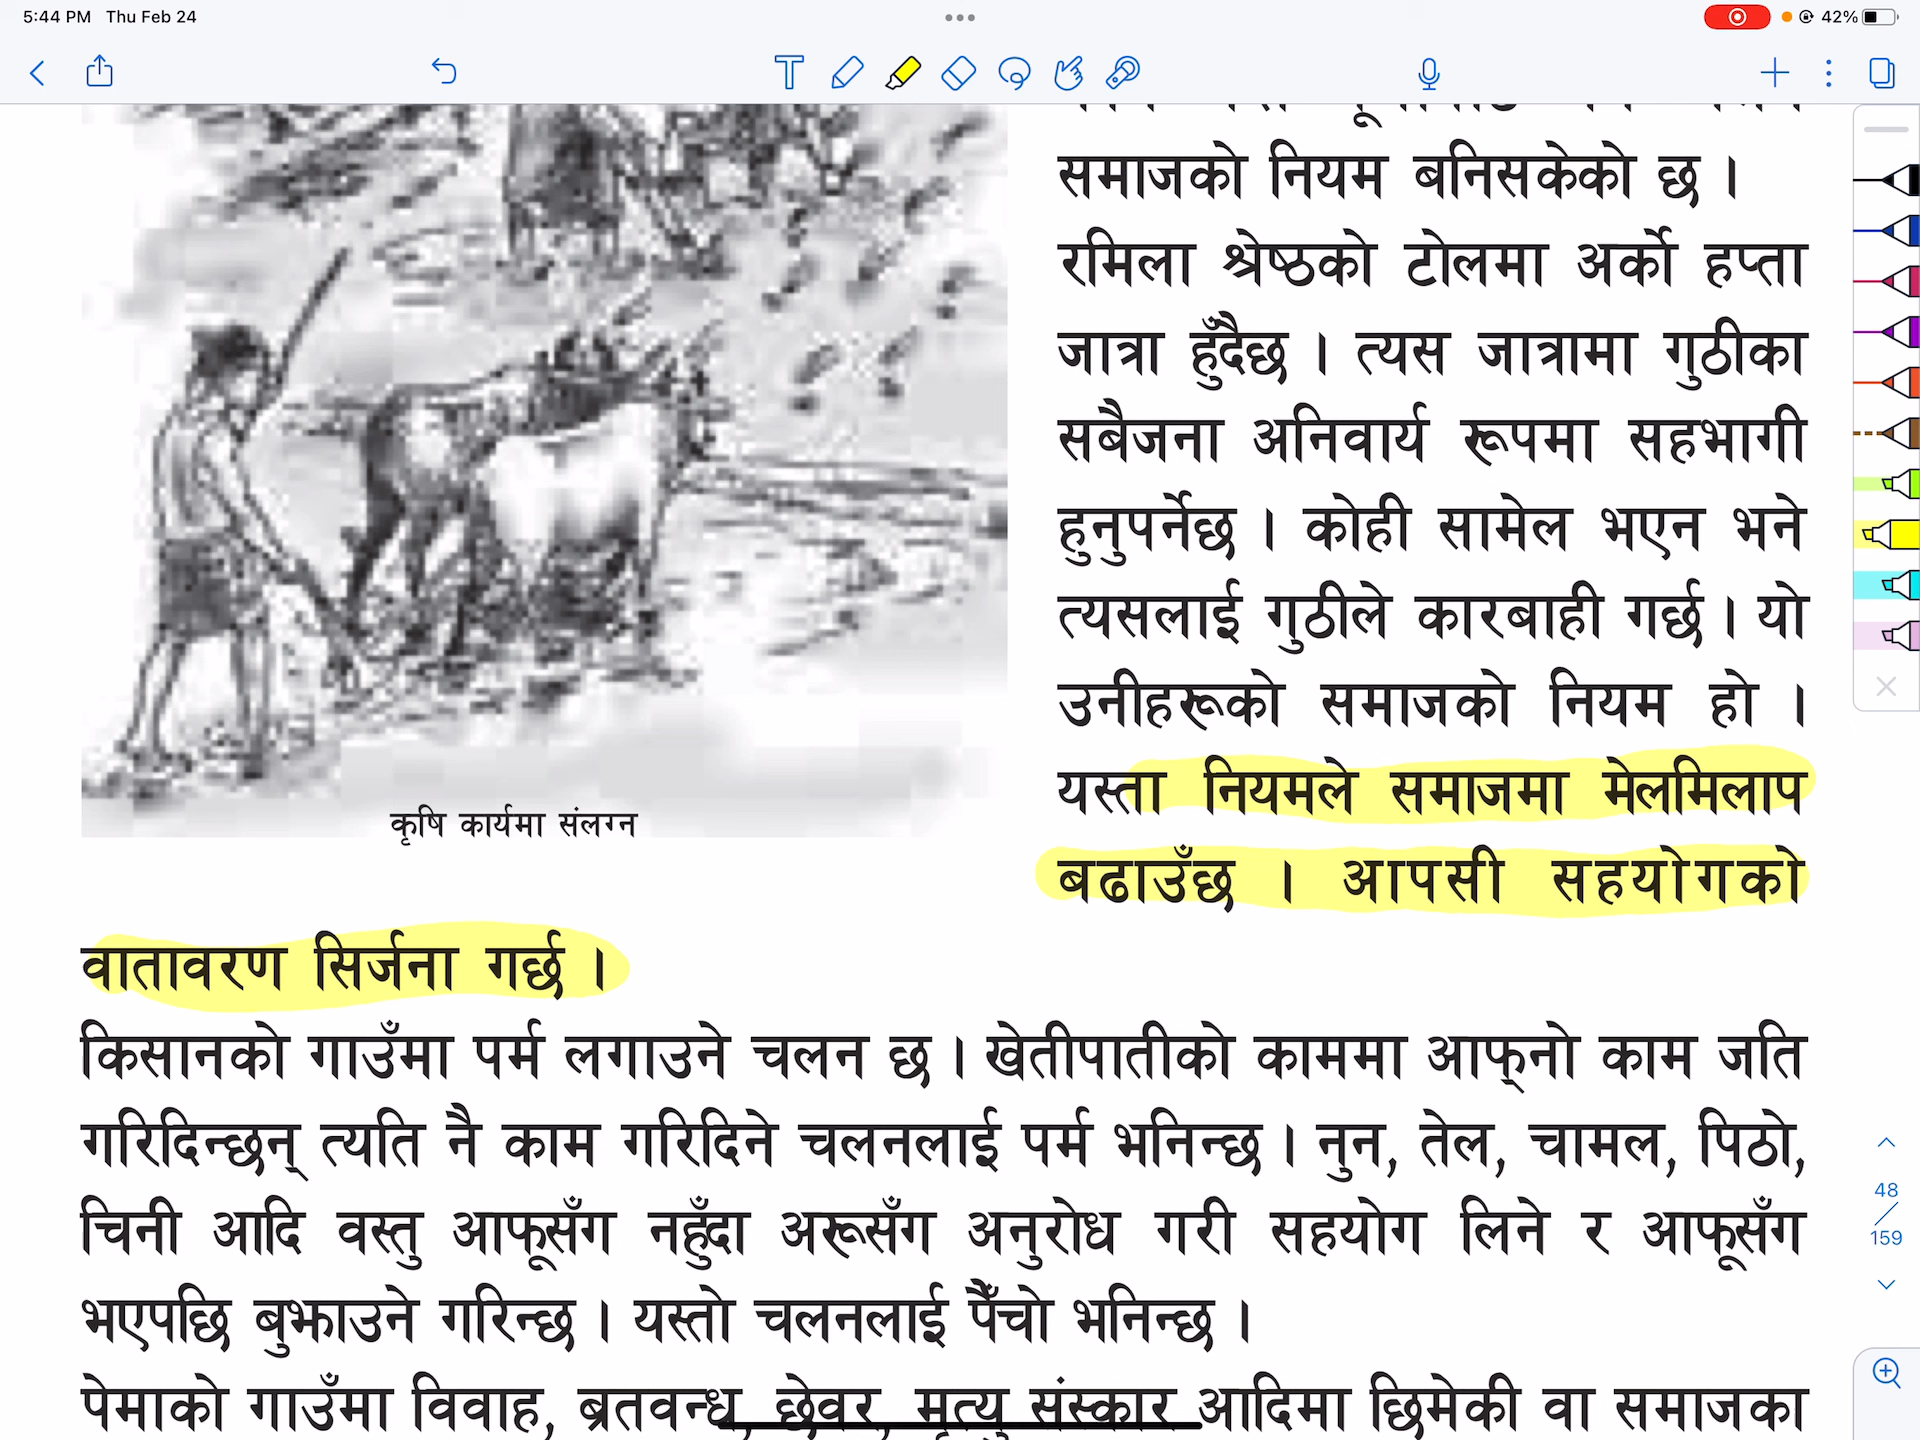 5:44 PM Thu Feb 24
42%
समाजको नियम बनिसकेको छ ।
रमिला श्रेष्ठको टोलमा अर्को हप्ता
जात्रा हुँदैछ । त्यस जात्रामा गुठीका
सबैजना अनिवार्य रूपमा सहभागी
हुनुपर्नेछ । कोही सामेल भएन भने
त्यसलाई गुठीले कारबाही गर्छ । यो
उनीहरूको समाजको नियम हो ।
यस्ता नियमले समाजमा मेलमिलाप
बढाउँछ । आपसी सहयोगको
कृषि कार्यमा संलग्न
वातावरण सिर्जना गर्छ ।
किसानको गाउँमा पर्म लगाउने चलन छ । खेतीपातीको काममा आफ्‌नो काम जति
गरिदिन्छन् त्यति नै काम गरिदिने चलनलाई पर्म भनिन्छ । नुन, तेल, चामल, पिठो,
चिनी आदि वस्तु आफूसँग नहुँदा अरूसँग अनुरोध गरी सहयोग लिने र आफूसँग
भएपछि बुझाउने गरिन्छ । यस्तो चलनलाई पैँचो भनिन्छ ।
पेमाको गाउँमा विवाह, ब्रतवन्ध, छेवर, मृत्यु संस्कार आदिमा छिमेकी वा समाजका
48
159